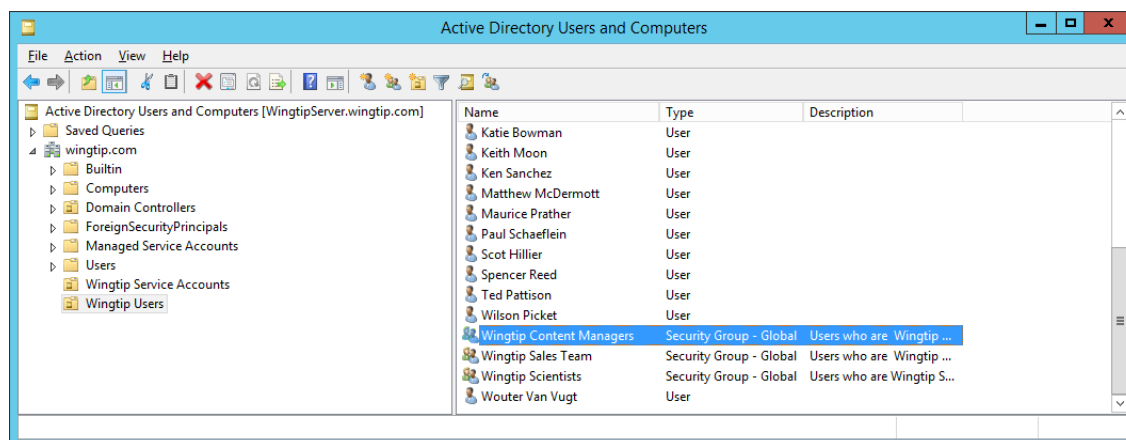 Active Directory Users and Computers
File Action View Help
Active Directory Users and Computers [WingtipServer.wingtip.com]
Saved Queries
wingtip.com
Builtin
Computers
Domain Controllers
ForeignSecurityPrincipals
Managed Service Accounts
Users
Wingtip Service Accounts
Wingtip Users
Name Type Description
Katie Bowman User
Keith Moon User
Ken Sanchez User
Matthew McDermott User
Maurice Prather User
Paul Schaeflein User
Scot Hillier User
Spencer Reed User
Ted Pattison User
Wilson Picket User
Wingtip Content Managers Security Group - Global Users who are Wingtip ...
Wingtip Sales Team Security Group - Global Users who are Wingtip ...
Wingtip Scientists Security Group - Global Users who are Wingtip S...
Wouter Van Vugt User